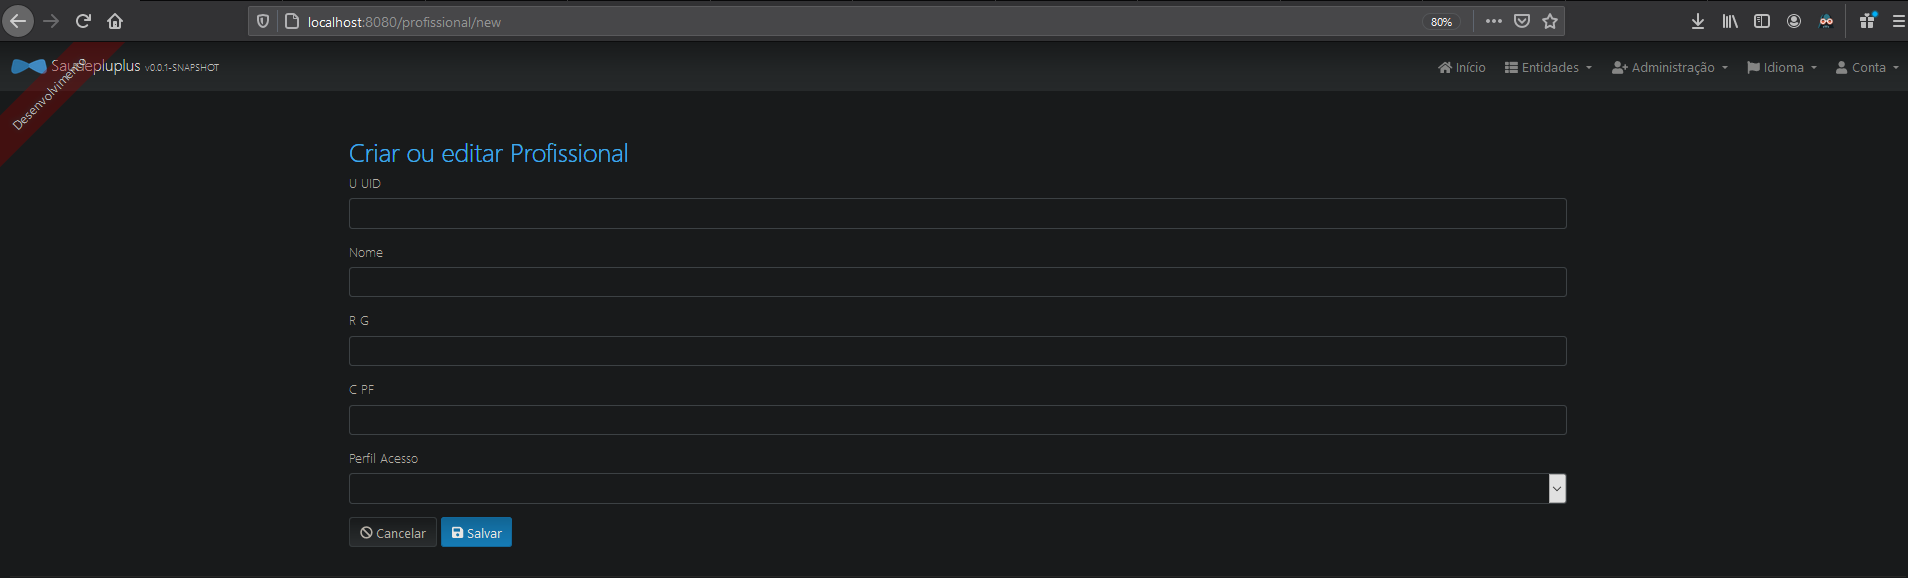 localhost:8080/profissional/new
80%
Saudepluplus v0.0.1-SNAPSHOT
Desenvolvimento
Início
Entidades
Administração
Idioma
Conta
Criar ou editar Profissional
U UID
Nome
R G
C PF
Perfil Acesso
Cancelar
Salvar